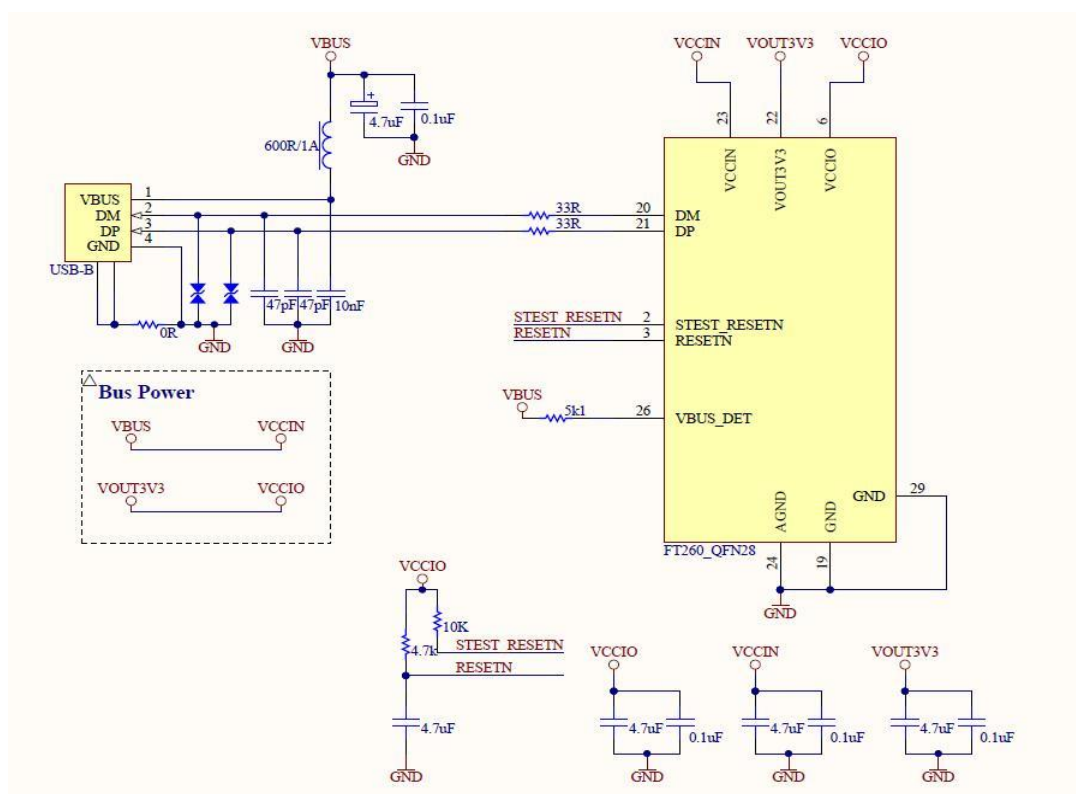 VBUS
VCCIN VOUT3V3 VCCIO
+
4.7uF 0.1uF
600R/1A
GND
23 22 6
VCCIN VOUT3V3 VCCIO
VBUS 1
DM 2
DP 3
GND 4
USB-B
33R 20 DM
33R 21 DP
47pF 47pF 10nF
0R
GND GND
STEST_RESETN 2 STEST_RESETN
RESETN 3 RESETN
Bus Power
VBUS VCCIN
VOUT3V3 VCCIO
VBUS
5k1 26 VBUS_DET
GND 29
AGND GND
FT260_QFN28
24 19
GND
VCCIO
10K
4.7k STEST_RESETN
RESETN
4.7uF
GND
VCCIO VCCIN VOUT3V3
4.7uF 0.1uF 4.7uF 0.1uF 4.7uF 0.1uF
GND GND GND